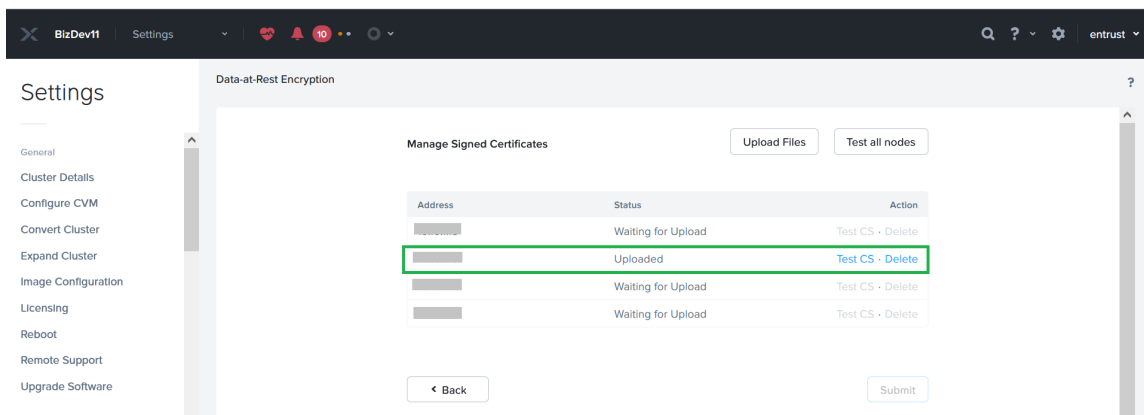 BizDev11 Settings 10 ? entrust
Settings
Data-at-Rest Encryption
?
General
Cluster Details
Configure CVM
Convert Cluster
Expand Cluster
Image Configuration
Licensing
Reboot
Remote Support
Upgrade Software
Manage Signed Certificates
Upload Files
Test all nodes
Address Status Action
Waiting for Upload Test CS · Delete
Uploaded Test CS · Delete
Waiting for Upload Test CS · Delete
Waiting for Upload Test CS · Delete
Back
Submit